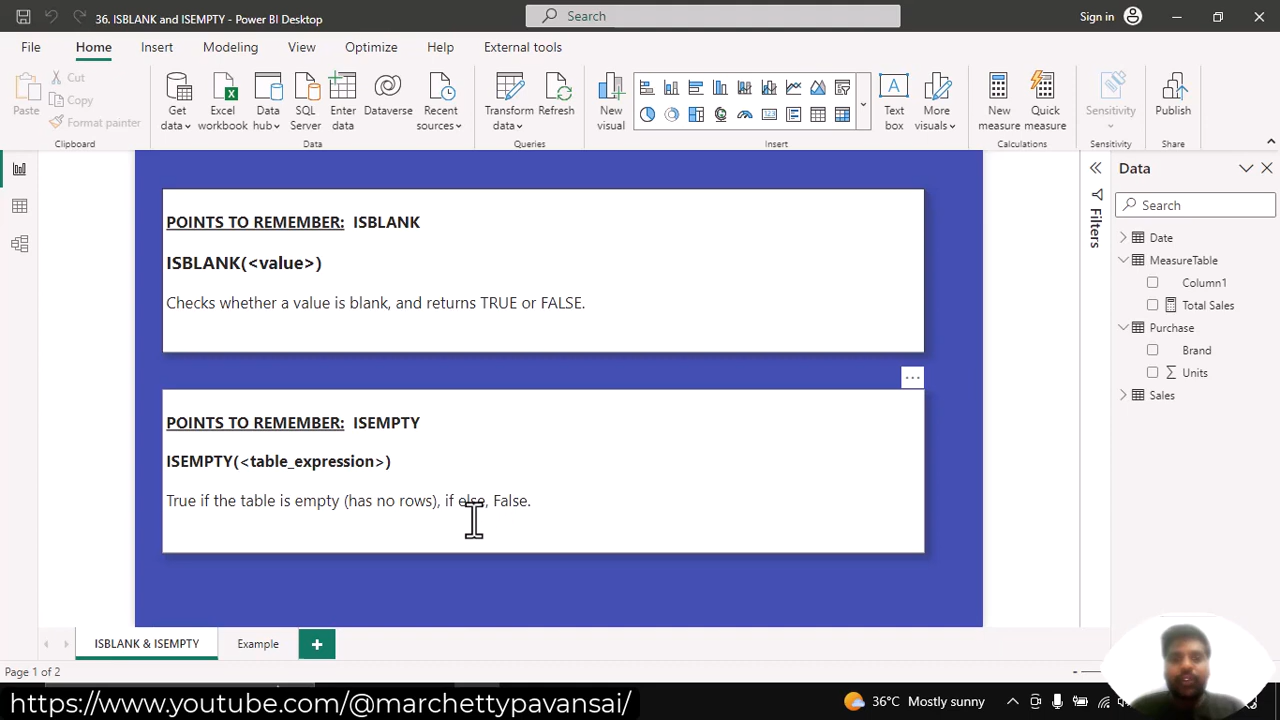 36. ISBLANK and ISEMPTY - Power BI Desktop
Search
Sign in
File
Home
Insert
Modeling
View
Optimize
Help
External tools
Paste
Cut
Copy
Format painter
Clipboard
Get data
Excel workbook
Data hub
SQL Server
Enter data
Dataverse
Recent sources
Data
Transform data
Refresh
Queries
New visual
Text box
More visuals
Insert
New measure
Quick measure
Calculations
Sensitivity
Sensitivity
Publish
Share
POINTS TO REMEMBER: ISBLANK
ISBLANK(<value>)
Checks whether a value is blank, and returns TRUE or FALSE.
POINTS TO REMEMBER: ISEMPTY
ISEMPTY(<table_expression>)
True if the table is empty (has no rows), if else, False.
Filters
Data
Search
Date
MeasureTable
Column1
Total Sales
Purchase
Brand
Units
Sales
ISBLANK & ISEMPTY
Example
Page 1 of 2
https://www.youtube.com/@marchettypavansai/
36°C Mostly sunny